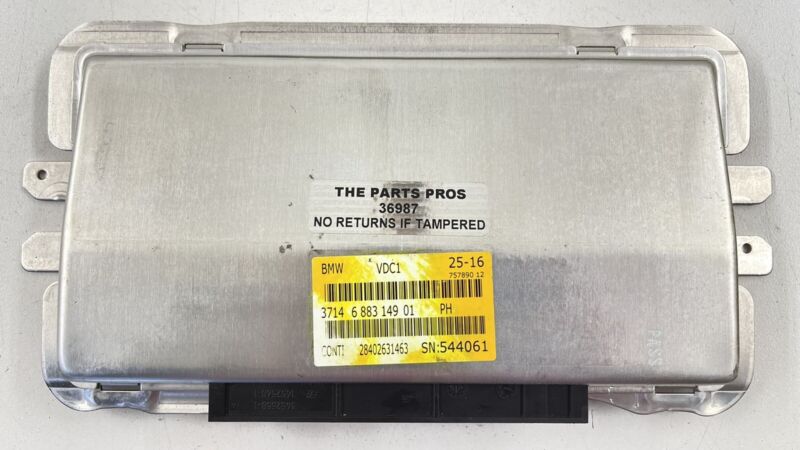 THE PARTS PROS
36987
NO RETURNS IF TAMPERED
BMW VDC1 25-16
757890 12
3714 6 883 149 01 PH
CONTI 28402631463 SN:544061
PASS